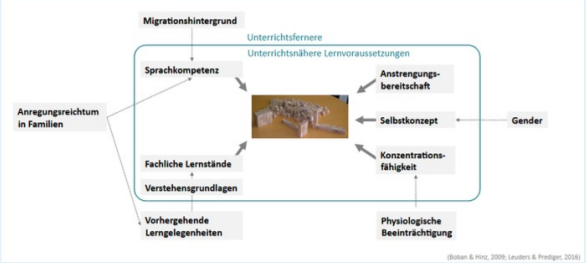 Migrationshintergrund
Unterrichtsfernere
Unterrichtsnähere Lernvoraussetzungen
Sprachkompetenz
Anstrengungs-
bereitschaft
Anregungsreichtum
in Familien
Selbstkonzept
Gender
Fachliche Lernstände
Konzentrations-
fähigkeit
Verstehensgrundlagen
Vorhergehende
Lerngelegenheiten
Physiologische
Beeinträchtigung
(Boban & Hinz, 2009; Leuders & Prediger, 2016)